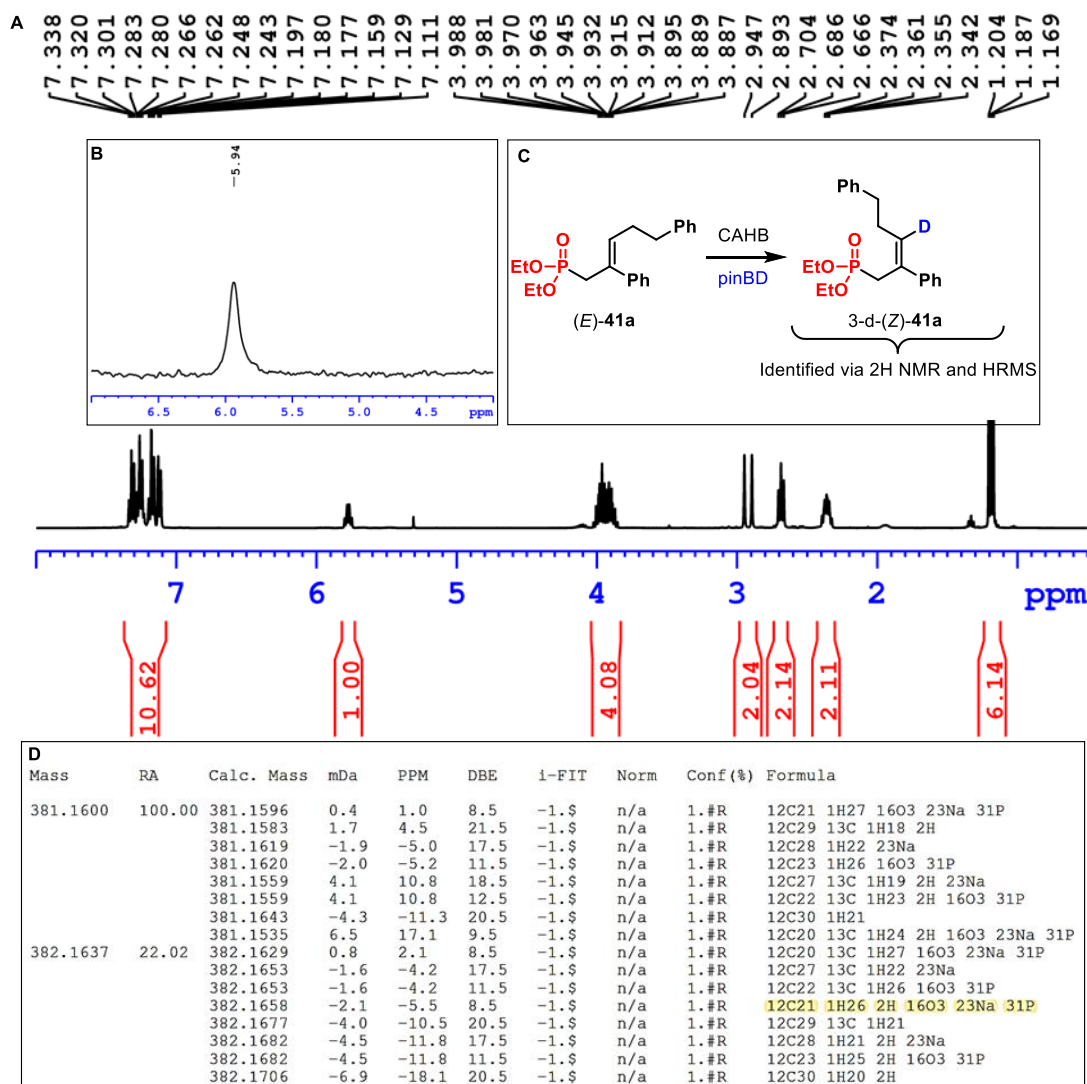 A
7.338 7.320 7.301 7.283 7.280 7.266 7.262 7.248 7.243 7.197 7.180 7.177 7.159 7.129 7.111 3.988 3.981 3.970 3.963 3.945 3.932 3.915 3.912 3.895 3.889 3.887 2.947 2.893 2.704 2.686 2.666 2.374 2.361 2.355 2.342 1.204 1.187 1.169
B
−5.94
6.5 6.0 5.5 5.0 4.5 ppm
C
Ph
O
EtO P
EtO
Ph
Ph
(E)-41a
CAHB
pinBD
Ph
D
O
EtO P
EtO
Ph
3-d-(Z)-41a
Identified via 2H NMR and HRMS
7 6 5 4 3 2 ppm
10.62 1.00 4.08 2.04 2.14 2.11 6.14
D
Mass RA Calc. Mass mDa PPM DBE i-FIT Norm Conf(%) Formula
381.1600 100.00 381.1596 0.4 1.0 8.5 -1.$ n/a 1.#R 12C21 1H27 16O3 23Na 31P
381.1583 1.7 4.5 21.5 -1.$ n/a 1.#R 12C29 13C 1H18 2H
381.1619 -1.9 -5.0 17.5 -1.$ n/a 1.#R 12C28 1H22 23Na
381.1620 -2.0 -5.2 11.5 -1.$ n/a 1.#R 12C23 1H26 16O3 31P
381.1559 4.1 10.8 18.5 -1.$ n/a 1.#R 12C27 13C 1H19 2H 23Na
381.1559 4.1 10.8 12.5 -1.$ n/a 1.#R 12C22 13C 1H23 2H 16O3 31P
381.1643 -4.3 -11.3 20.5 -1.$ n/a 1.#R 12C30 1H21
381.1535 6.5 17.1 9.5 -1.$ n/a 1.#R 12C20 13C 1H24 2H 16O3 23Na 31P
382.1637 22.02 382.1629 0.8 2.1 8.5 -1.$ n/a 1.#R 12C20 13C 1H27 16O3 23Na 31P
382.1653 -1.6 -4.2 17.5 -1.$ n/a 1.#R 12C27 13C 1H22 23Na
382.1653 -1.6 -4.2 11.5 -1.$ n/a 1.#R 12C22 13C 1H26 16O3 31P
382.1658 -2.1 -5.5 8.5 -1.$ n/a 1.#R 12C21 1H26 2H 16O3 23Na 31P
382.1677 -4.0 -10.5 20.5 -1.$ n/a 1.#R 12C29 13C 1H21
382.1682 -4.5 -11.8 17.5 -1.$ n/a 1.#R 12C28 1H21 2H 23Na
382.1682 -4.5 -11.8 11.5 -1.$ n/a 1.#R 12C23 1H25 2H 16O3 31P
382.1706 -6.9 -18.1 20.5 -1.$ n/a 1.#R 12C30 1H20 2H